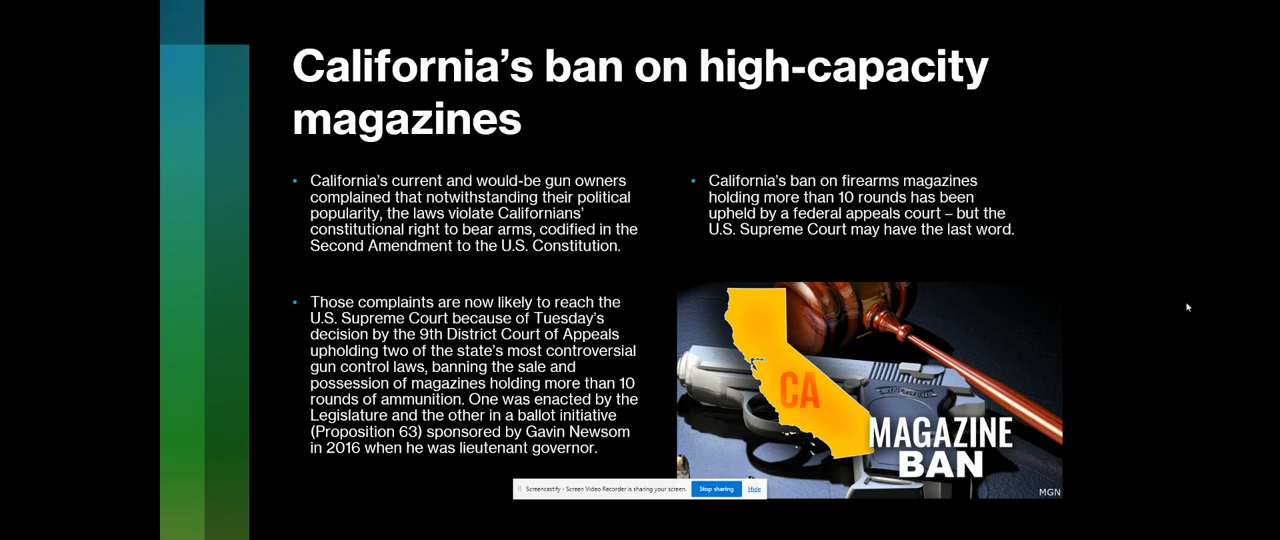 California's ban on high-capacity
magazines
• California's current and would-be gun owners
complained that notwithstanding their political
popularity, the laws violate Californians'
constitutional right to bear arms, codified in the
Second Amendment to the U.S. Constitution.
• Those complaints are now likely to reach the
U.S. Supreme Court because of Tuesday's
decision by the 9th District Court of Appeals
upholding two of the state's most controversial
gun control laws, banning the sale and
possession of magazines holding more than 10
rounds of ammunition. One was enacted by the
Legislature and the other in a ballot initiative
(Proposition 63) sponsored by Gavin Newsom
in 2016 when he was lieutenant governor.
• California's ban on firearms magazines
holding more than 10 rounds has been
upheld by a federal appeals court – but the
U.S. Supreme Court may have the last word.
CA
MAGAZINE
BAN
MGN
Screencastify - Screen Video Recorder is sharing your screen. Stop sharing Hide